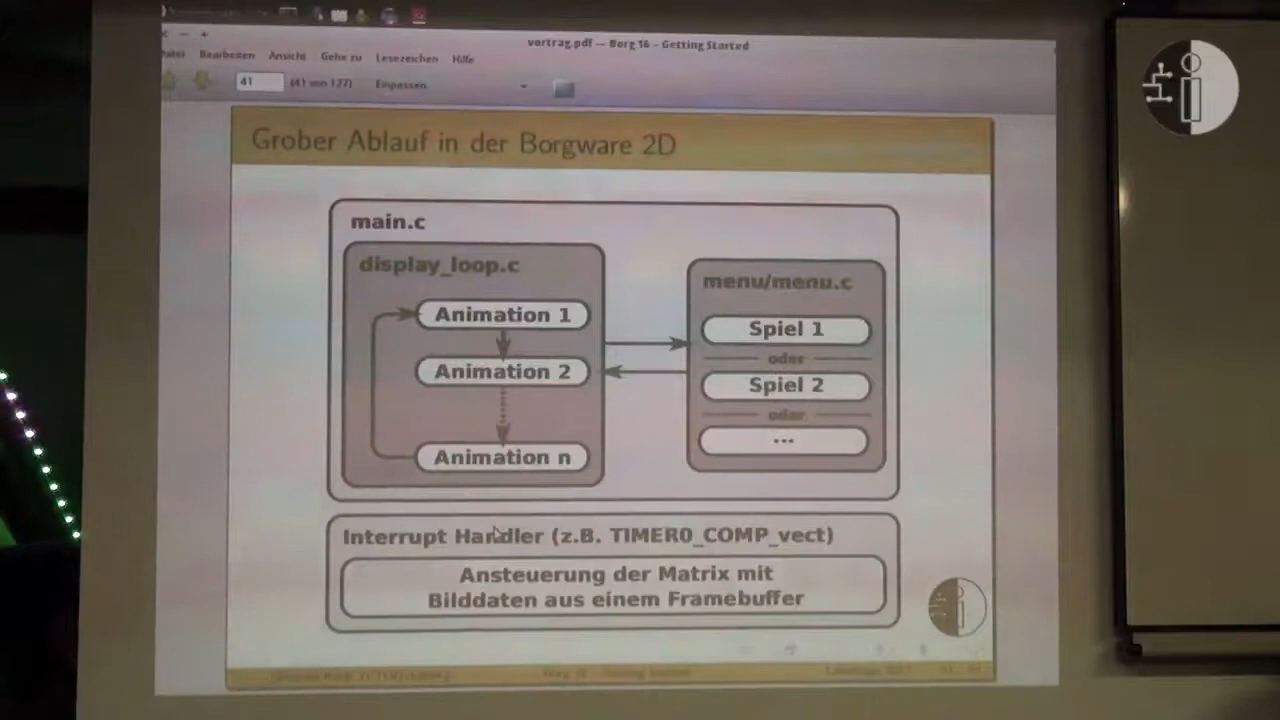 vortrag.pdf — Borg 16 - Getting Started
Bearbeiten Ansicht Gehe zu Lesezeichen Hilfe
41 (41 von 127) Einpassen
Grober Ablauf in der Borgware 2D
main.c
display_loop.c
Animation 1
Animation 2
Animation n
menu/menu.c
Spiel 1
oder
Spiel 2
oder
...
Interrupt Handler (z.B. TIMER0_COMP_vect)
Ansteuerung der Matrix mit
Bilddaten aus einem Framebuffer